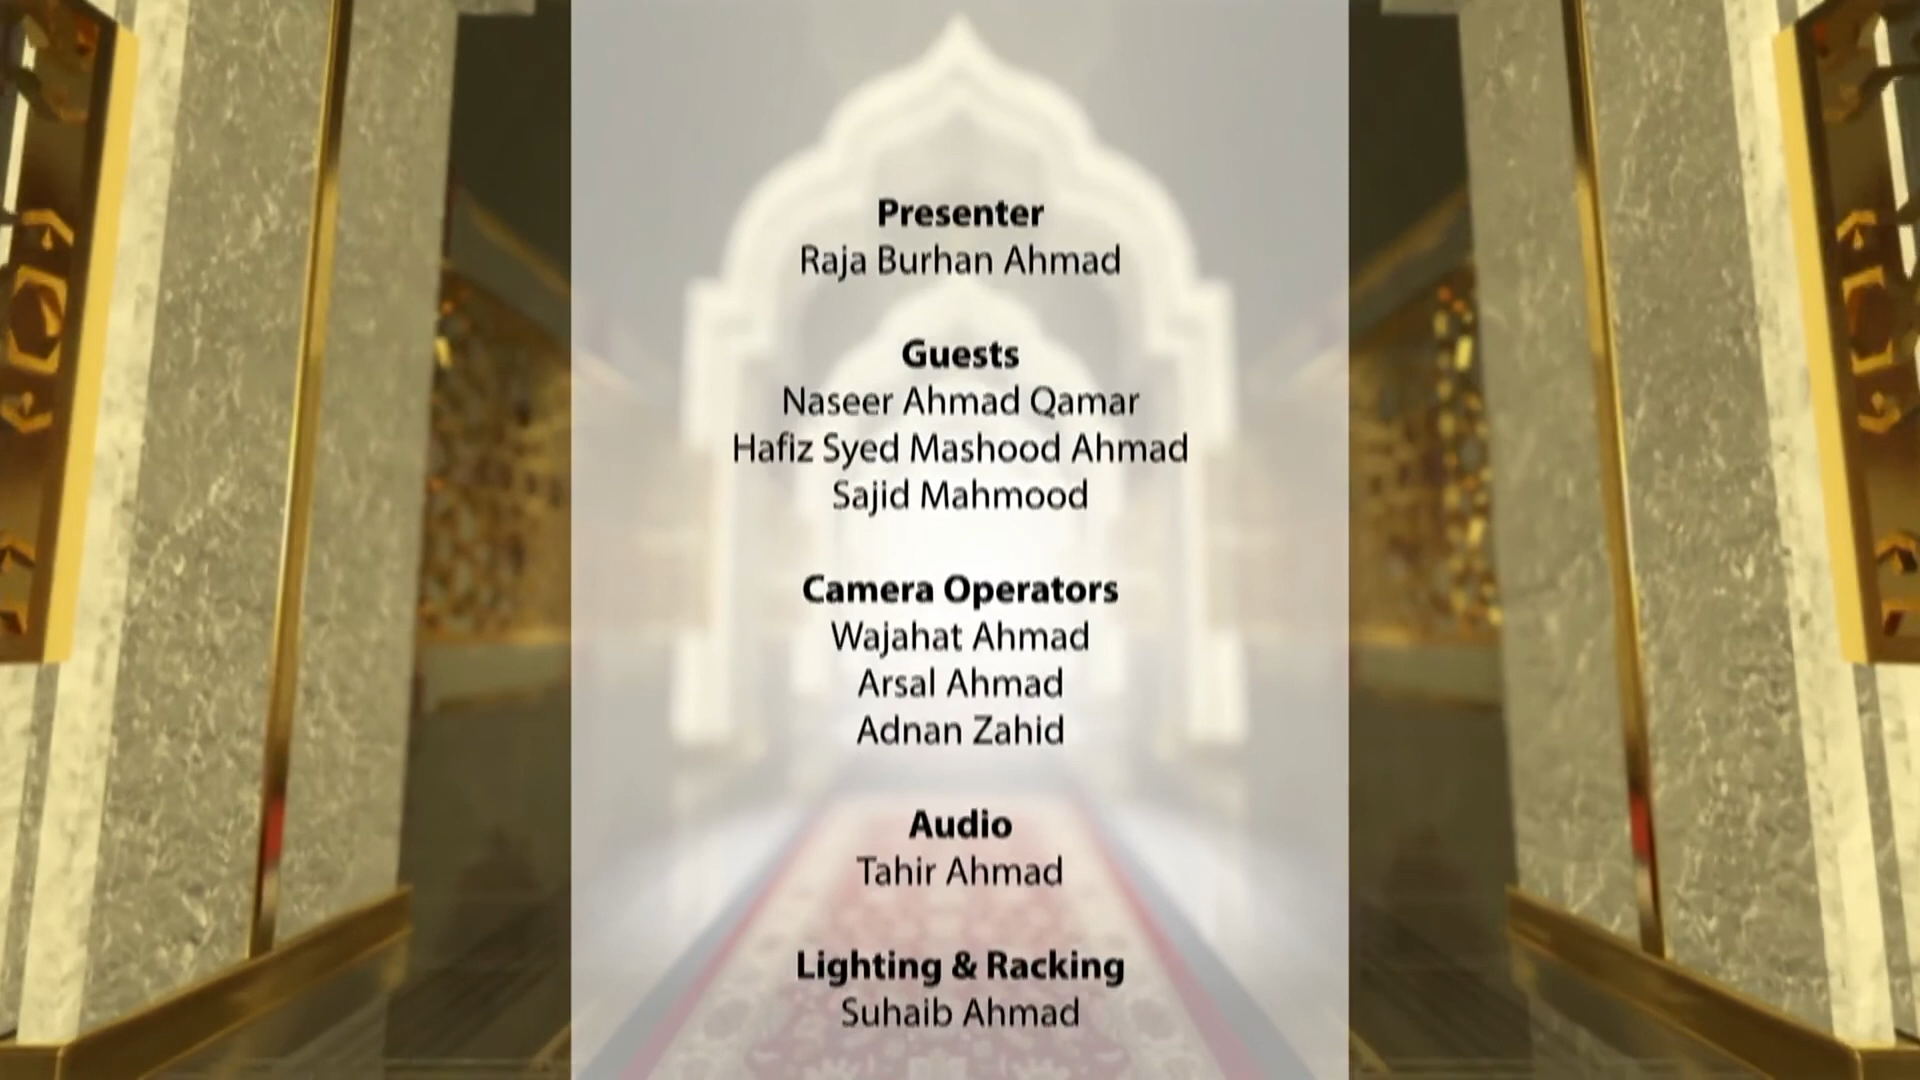 Presenter
Raja Burhan Ahmad
Guests
Naseer Ahmad Qamar
Hafiz Syed Mashood Ahmad
Sajid Mahmood
Camera Operators
Wajahat Ahmad
Arsal Ahmad
Adnan Zahid
Audio
Tahir Ahmad
Lighting & Racking
Suhaib Ahmad